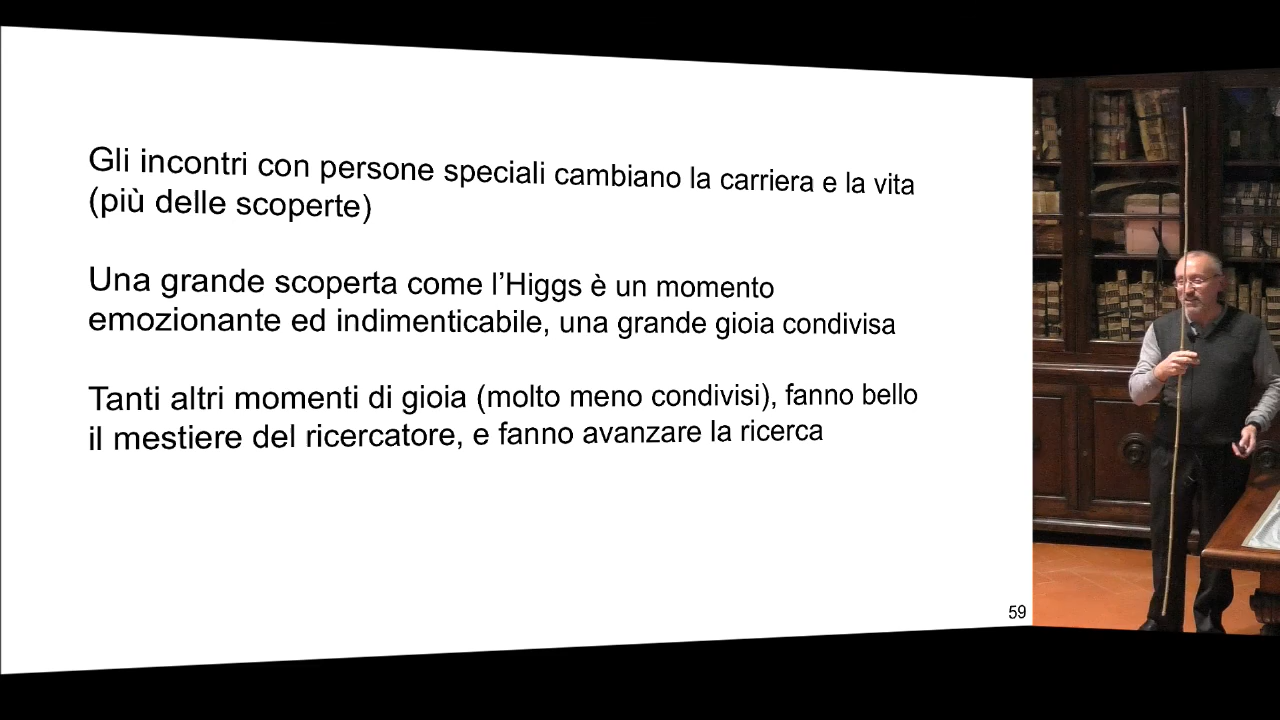 Gli incontri con persone speciali cambiano la carriera e la vita
(più delle scoperte)
Una grande scoperta come l’Higgs è un momento
emozionante ed indimenticabile, una grande gioia condivisa
Tanti altri momenti di gioia (molto meno condivisi), fanno bello
il mestiere del ricercatore, e fanno avanzare la ricerca
59